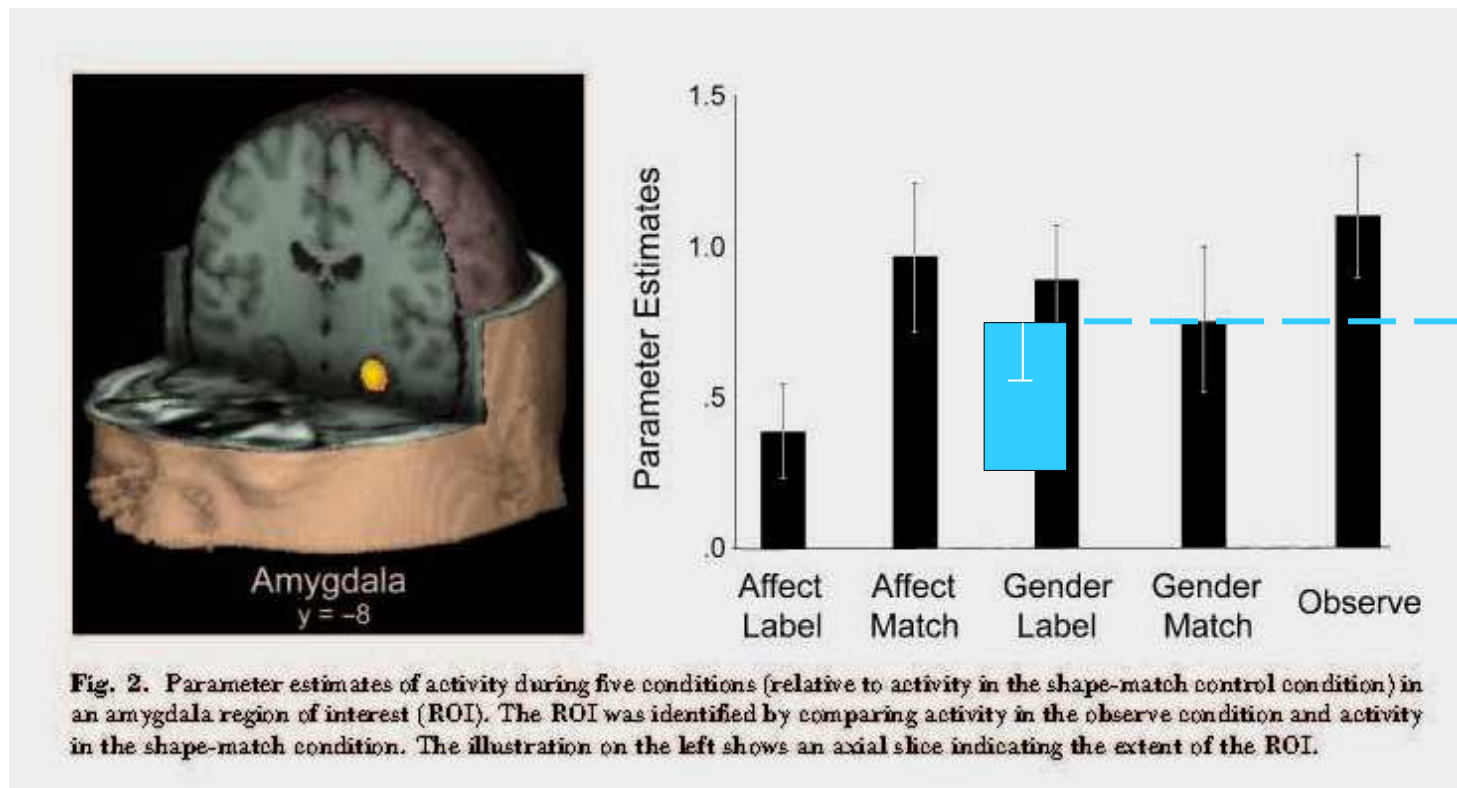 Amygdala
y = –8
Parameter Estimates
1.5
1.0
.5
.0
Affect
Label
Affect
Match
Gender
Label
Gender
Match
Observe
Fig. 2. Parameter estimates of activity during five conditions (relative to activity in the shape-match control condition) in
an amygdala region of interest (ROI). The ROI was identified by comparing activity in the observe condition and activity
in the shape-match condition. The illustration on the left shows an axial slice indicating the extent of the ROI.